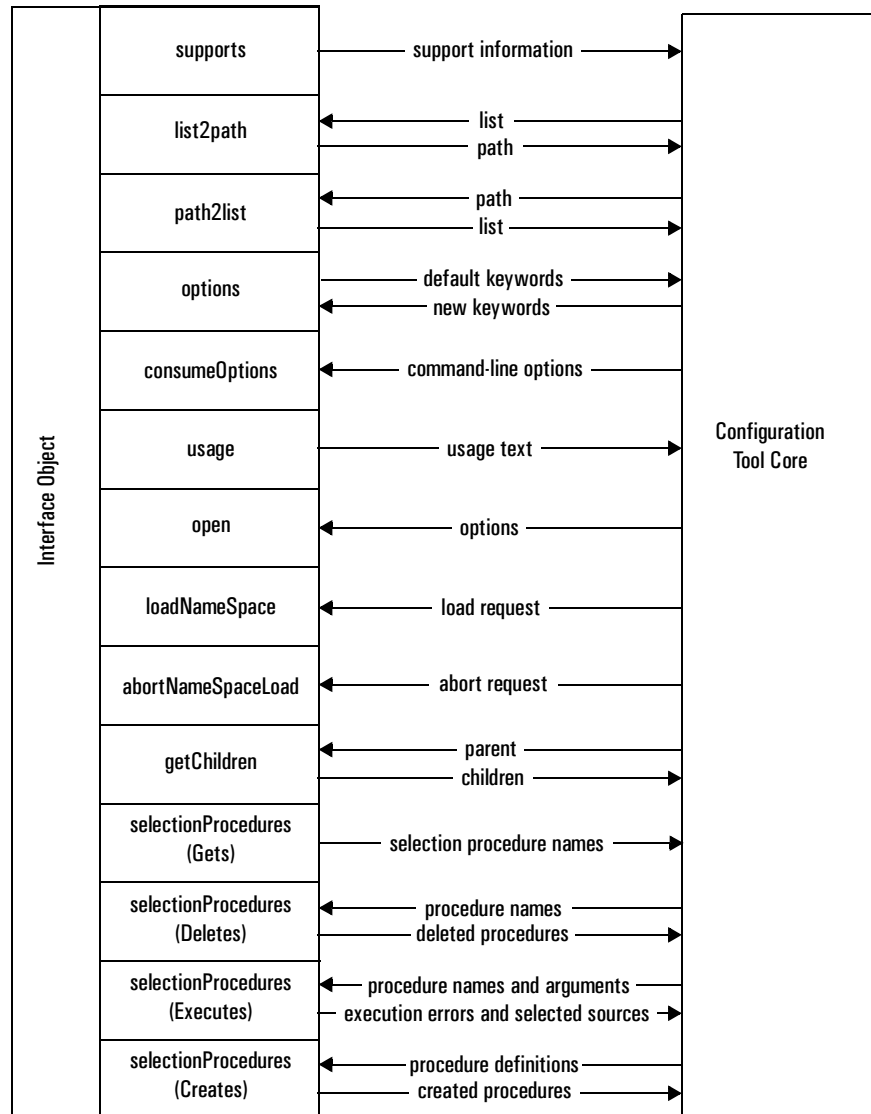 supports
support information
list2path
list
path
path2list
path
list
options
default keywords
new keywords
consumeOptions
command-line options
usage
usage text
Configuration
Tool Core
Interface Object
open
options
loadNameSpace
load request
abortNameSpaceLoad
abort request
getChildren
parent
children
selectionProcedures
(Gets)
selection procedure names
selectionProcedures
(Deletes)
procedure names
deleted procedures
selectionProcedures
(Executes)
procedure names and arguments
execution errors and selected sources
selectionProcedures
(Creates)
procedure definitions
created procedures